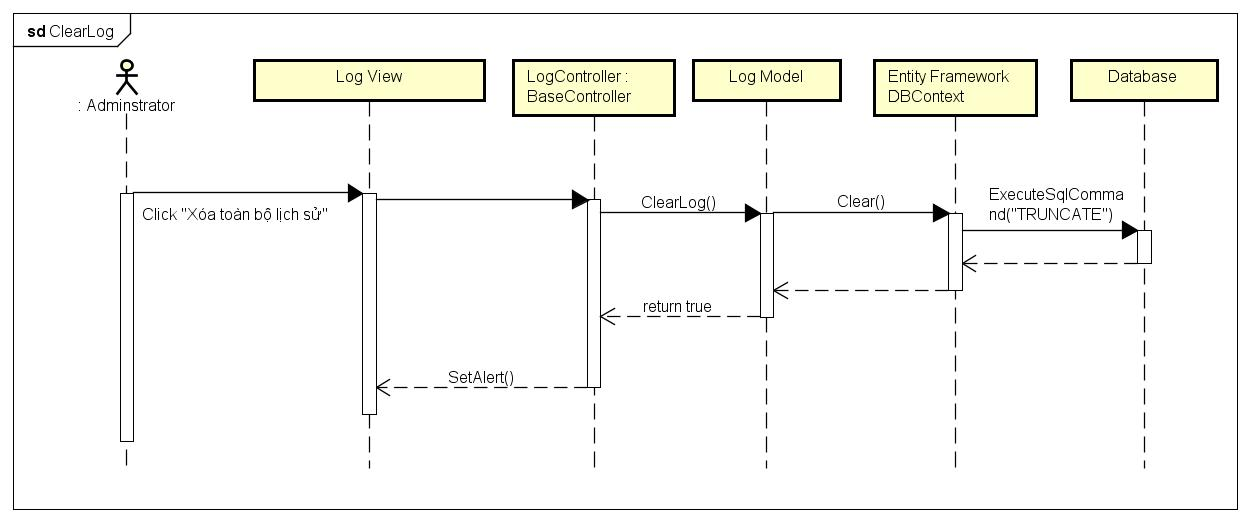 sd ClearLog
: Adminstrator
Log View
LogController :
BaseController
Log Model
Entity Framework
DBContext
Database
Click "Xóa toàn bộ lịch sử"
ClearLog()
Clear()
ExecuteSqlComma
nd("TRUNCATE")
return true
SetAlert()